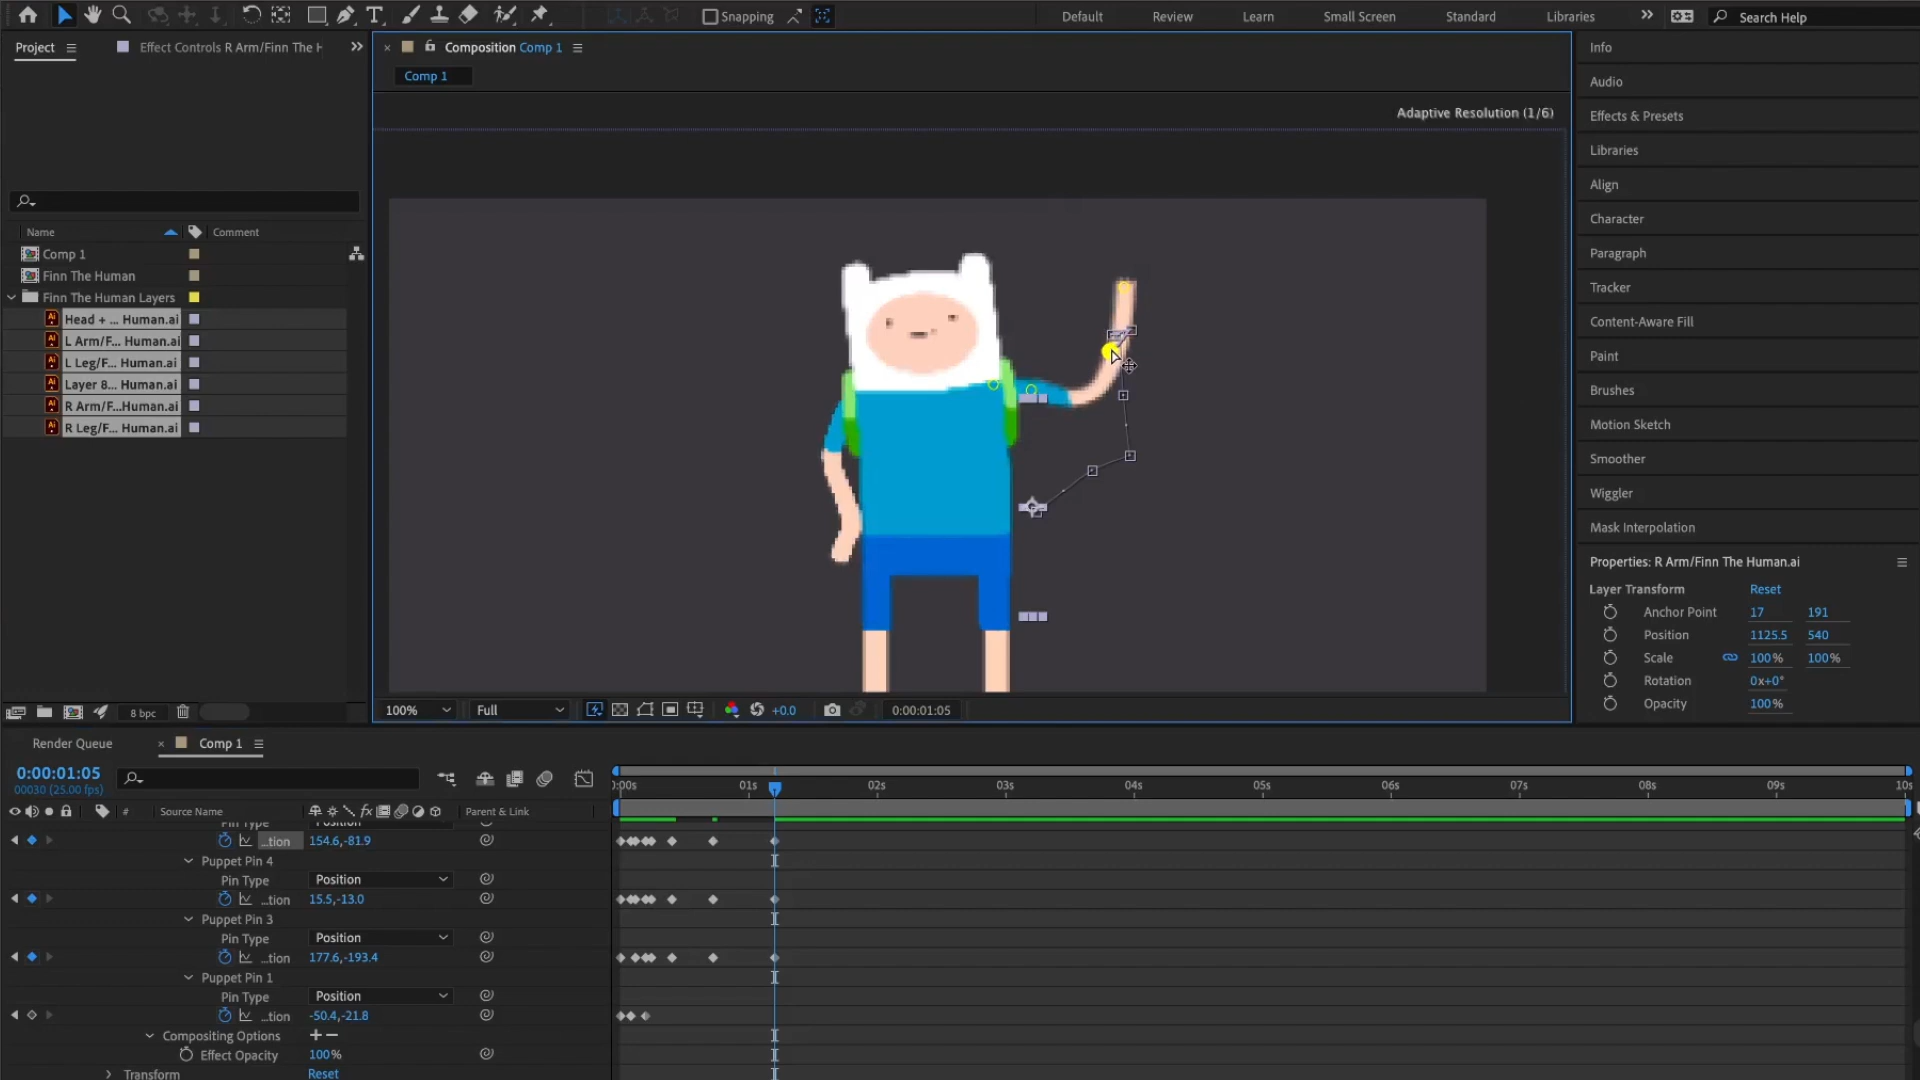 Snapping
Default
Review
Learn
Small Screen
Standard
Libraries
Search Help
Project
Effect Controls R Arm/Finn The H
Composition Comp 1
Comp 1
Adaptive Resolution (1/6)
Name
Comment
Comp 1
Finn The Human
Finn The Human Layers
Head + ... Human.ai
L Arm/F... Human.ai
L Leg/F... Human.ai
Layer 8... Human.ai
R Arm/F...Human.ai
R Leg/F... Human.ai
8 bpc
100%
Full
+0.0
0:00:01:05
Info
Audio
Effects & Presets
Libraries
Align
Character
Paragraph
Tracker
Content-Aware Fill
Paint
Brushes
Motion Sketch
Smoother
Wiggler
Mask Interpolation
Properties: R Arm/Finn The Human.ai
Layer Transform Reset
Anchor Point 17 191
Position 1125.5 540
Scale 100% 100%
Rotation 0x+0°
Opacity 100%
Render Queue
Comp 1
0:00:01:05
00030 (25.00 fps)
# Source Name Parent & Link
0:00s 01s 02s 03s 04s 05s 06s 07s 08s 09s 10s
Pin Type Position
...tion 154.6,-81.9
Puppet Pin 4
Pin Type Position
...tion 15.5,-13.0
Puppet Pin 3
Pin Type Position
...tion 177.6,-193.4
Puppet Pin 1
Pin Type Position
...tion -50.4,-21.8
Compositing Options + −
Effect Opacity 100%
Transform Reset